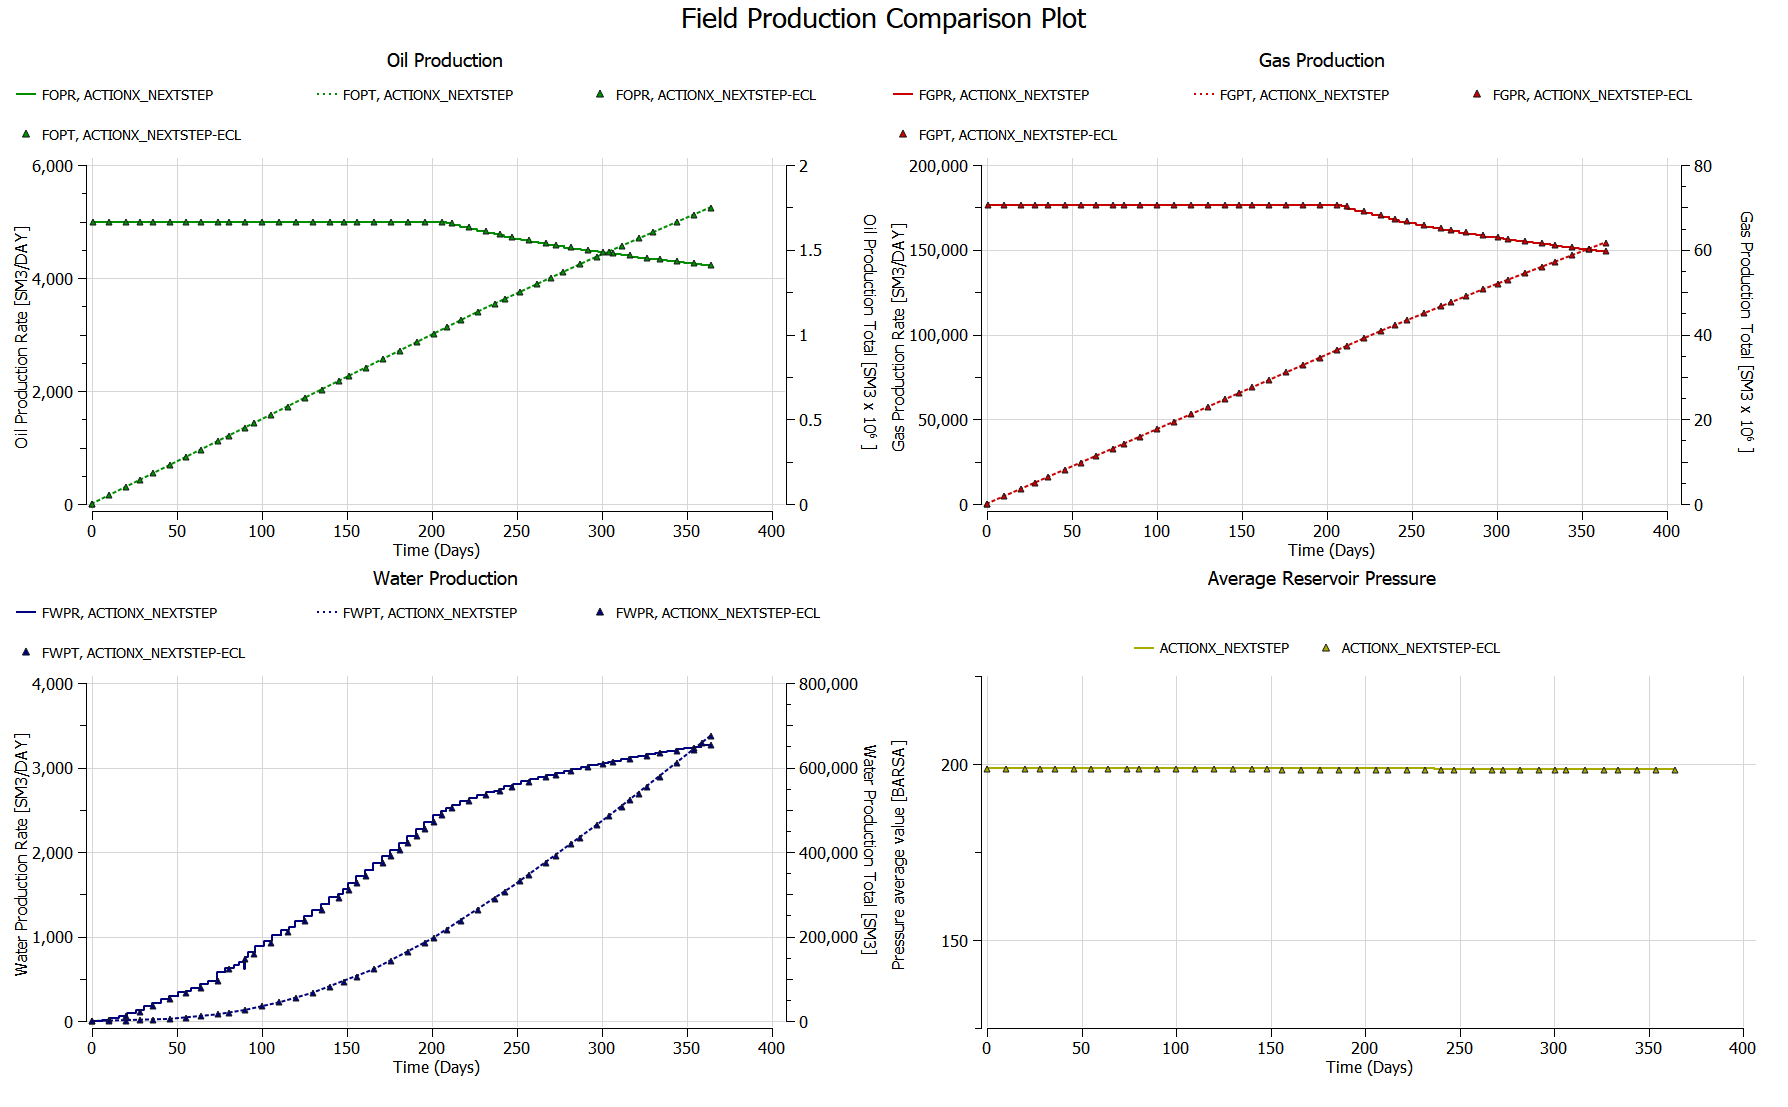 Field Production Comparison Plot
Oil Production
FOPR, ACTIONX_NEXTSTEP
FOPT, ACTIONX_NEXTSTEP
FOPR, ACTIONX_NEXTSTEP-ECL
FOPT, ACTIONX_NEXTSTEP-ECL
6,000
4,000
2,000
0
Oil Production Rate [SM3/DAY]
2
1.5
1
0.5
0
Oil Production Total [SM3 x 10⁶ ]
0 50 100 150 200 250 300 350 400
Time (Days)
Gas Production
FGPR, ACTIONX_NEXTSTEP
FGPT, ACTIONX_NEXTSTEP
FGPR, ACTIONX_NEXTSTEP-ECL
FGPT, ACTIONX_NEXTSTEP-ECL
200,000
150,000
100,000
50,000
0
Gas Production Rate [SM3/DAY]
80
60
40
20
0
Gas Production Total [SM3 x 10⁶ ]
0 50 100 150 200 250 300 350 400
Time (Days)
Water Production
FWPR, ACTIONX_NEXTSTEP
FWPT, ACTIONX_NEXTSTEP
FWPR, ACTIONX_NEXTSTEP-ECL
FWPT, ACTIONX_NEXTSTEP-ECL
4,000
3,000
2,000
1,000
0
Water Production Rate [SM3/DAY]
800,000
600,000
400,000
200,000
0
Water Production Total [SM3]
0 50 100 150 200 250 300 350 400
Time (Days)
Average Reservoir Pressure
ACTIONX_NEXTSTEP
ACTIONX_NEXTSTEP-ECL
200
150
Pressure average value [BARSA ]
0 50 100 150 200 250 300 350 400
Time (Days)